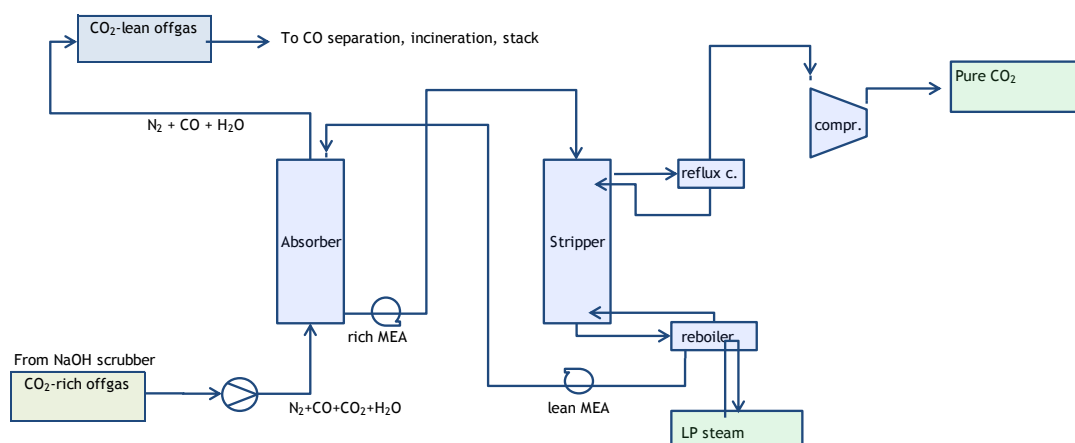 CO₂-lean offgas
To CO separation, incineration, stack
Pure CO₂
compr.
N₂ + CO + H₂O
reflux c.
Absorber
Stripper
rich MEA
reboiler
From NaOH scrubber
CO₂-rich offgas
N₂+CO+CO₂+H₂O
lean MEA
LP steam